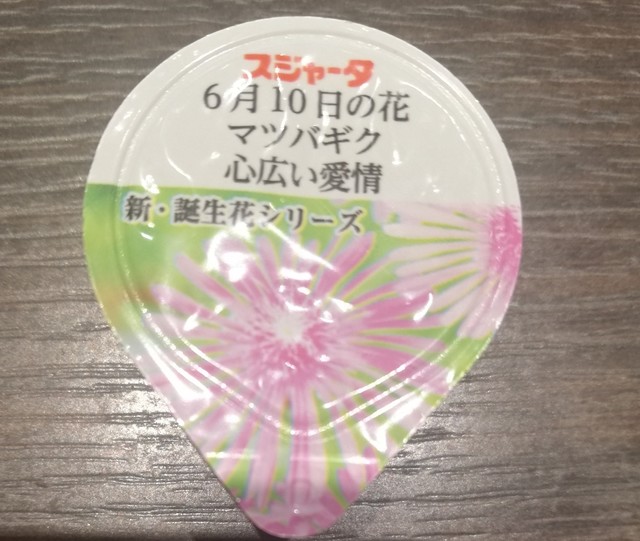 スジャータ
6月10日の花
マツバギク
心広い愛情
新・誕生花シリーズ